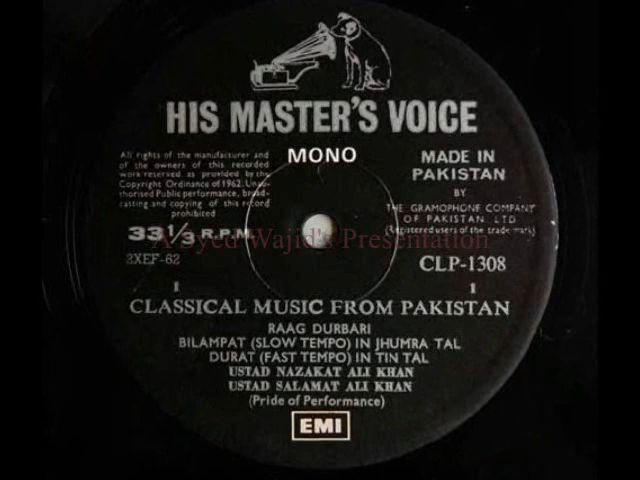 HIS MASTER'S VOICE
All rights of the manufacturer and
of the owners of this recorded
work reserved as provided by the
Copyright Ordinance of 1962. Unau-
thorised Public performance, broad-
casting and copying of this record
prohibited
MONO
MADE IN
PAKISTAN
BY
THE GRAMOPHONE COMPANY
OF PAKISTAN LTD.
(Registered users of the trade mark)
33 1/3 R.P.M.
A Syed Wajid's Presentation
2XEF-62
CLP-1308
1 1
CLASSICAL MUSIC FROM PAKISTAN
RAAG DURBARI
BILAMPAT (SLOW TEMPO) IN JHUMRA TAL
DURAT (FAST TEMPO) IN TIN TAL
USTAD NAZAKAT ALI KHAN
USTAD SALAMAT ALI KHAN
(Pride of Performance)
EMI